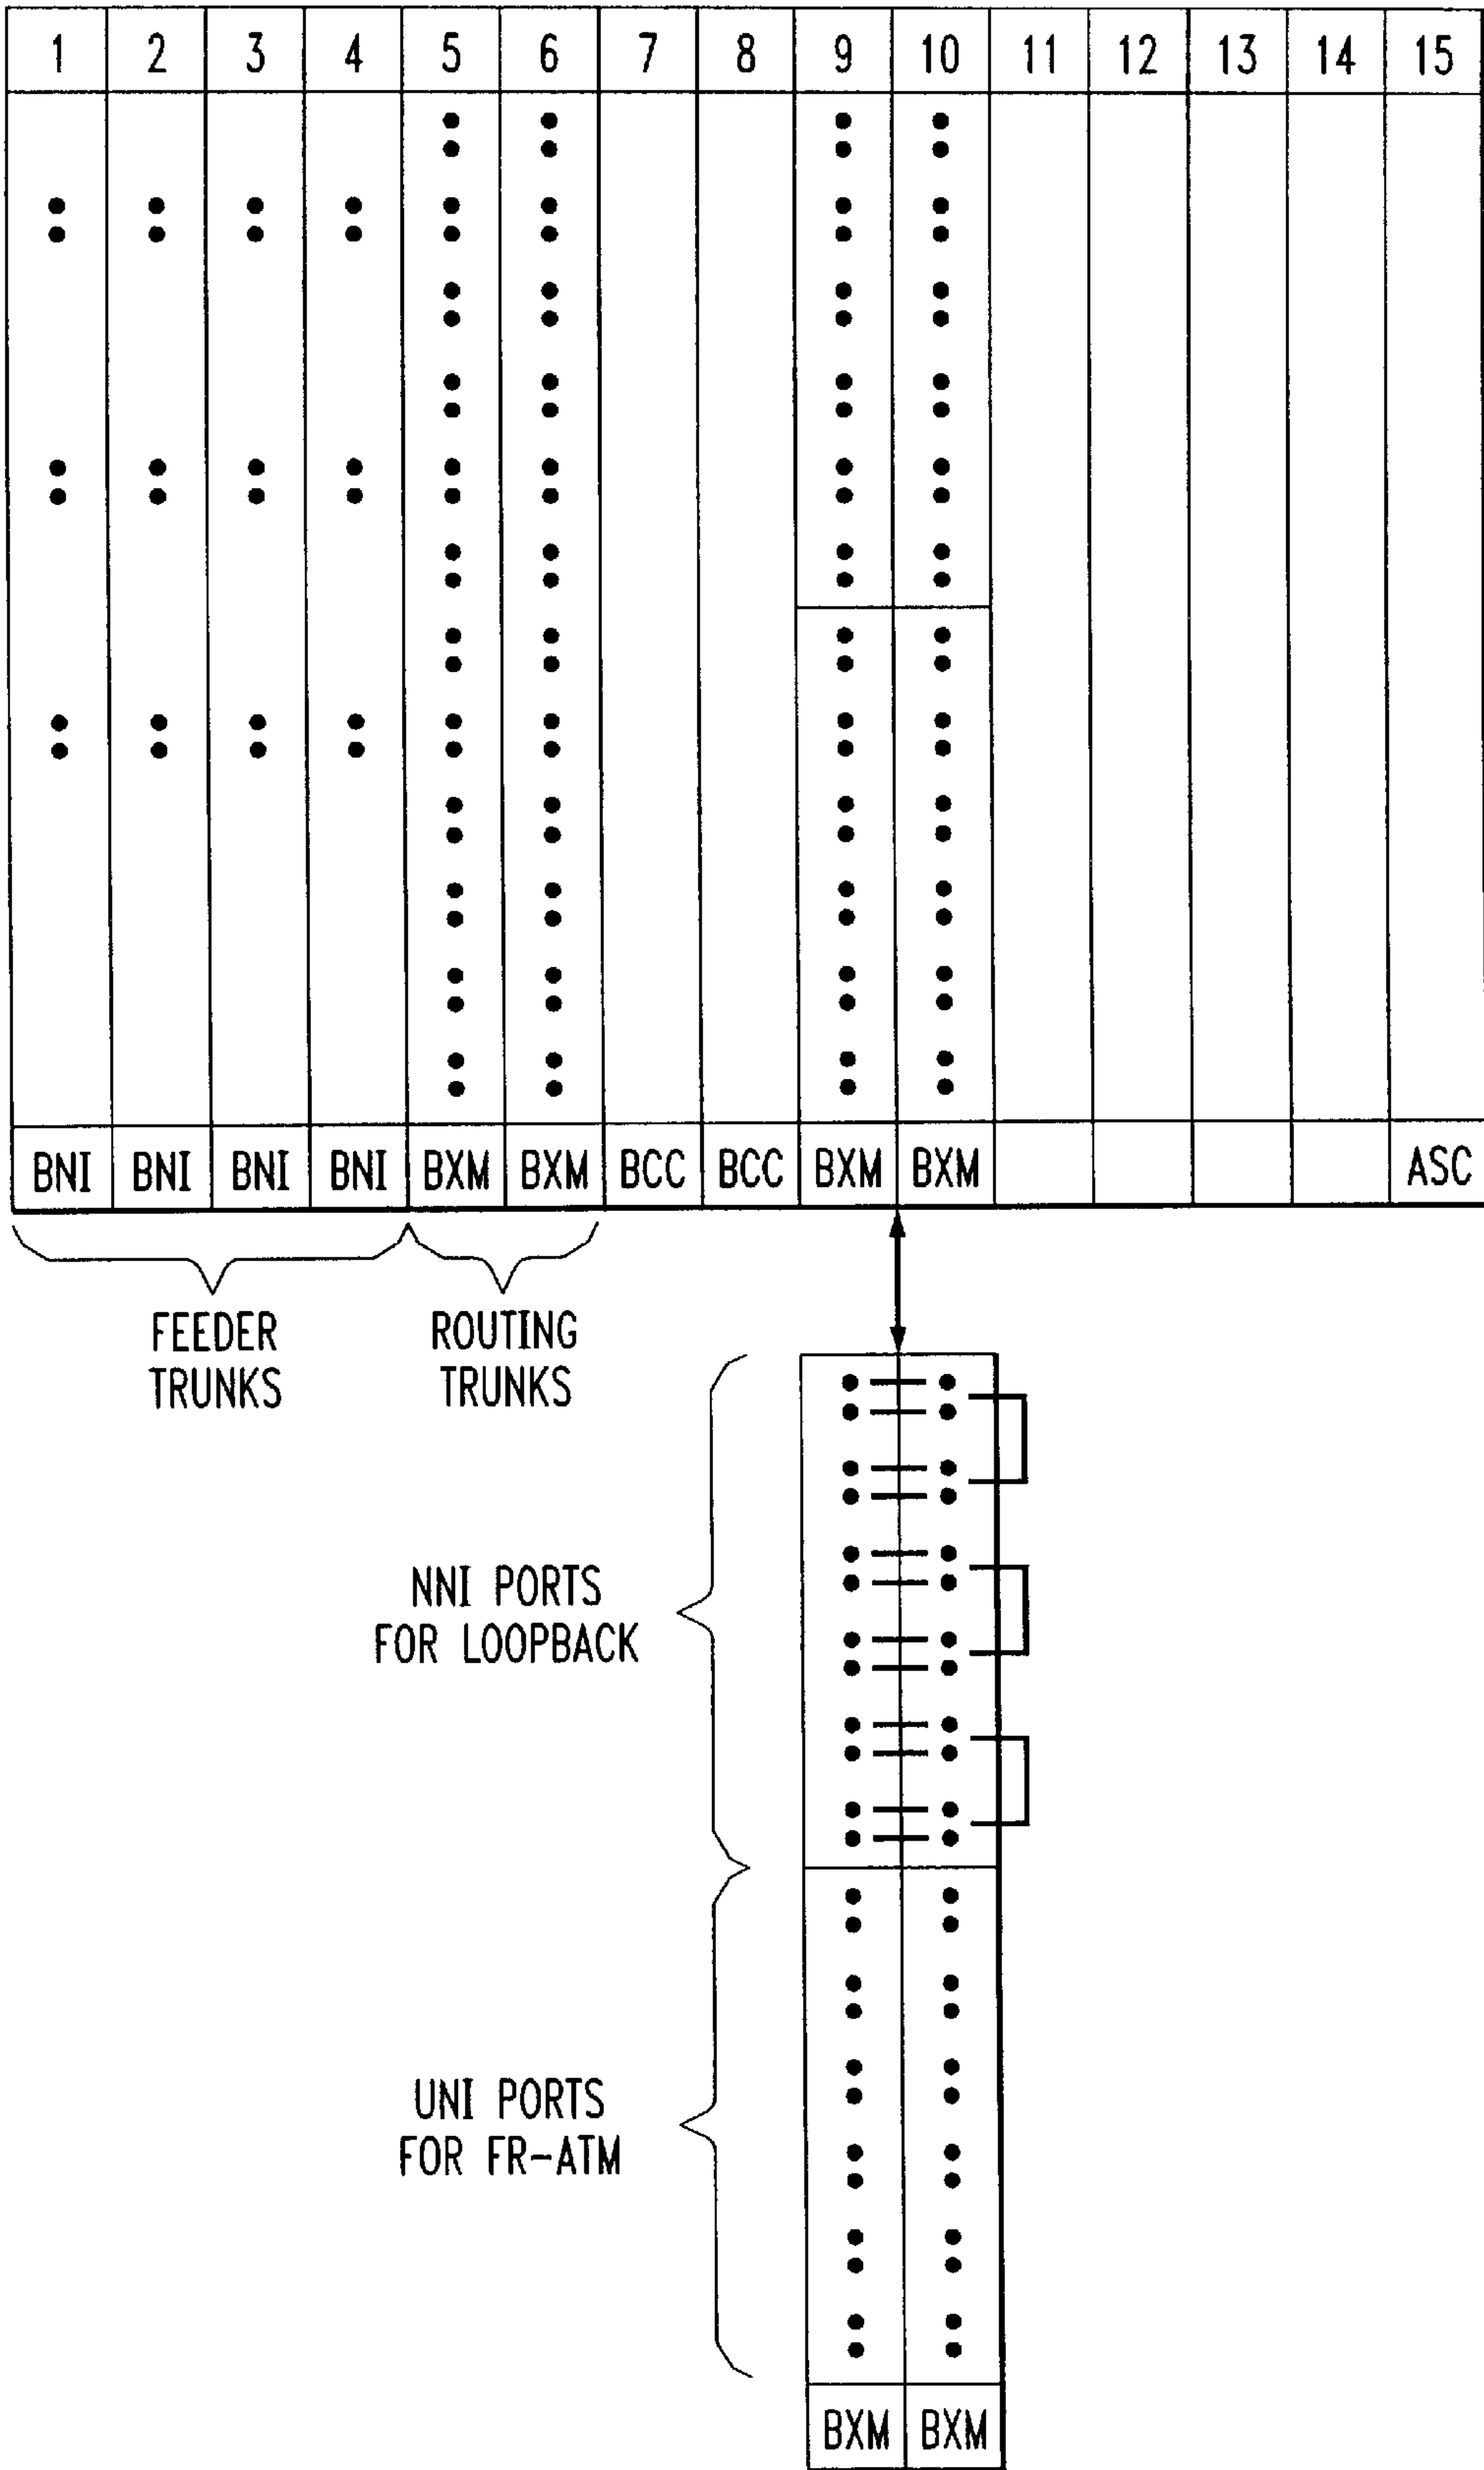 1 2 3 4 5 6 7 8 9 10 11 12 13 14 15
BNI BNI BNI BNI BXM BXM BCC BCC BXM BXM ASC
FEEDER
TRUNKS
ROUTING
TRUNKS
NNI PORTS
FOR LOOPBACK
UNI PORTS
FOR FR-ATM
BXM BXM